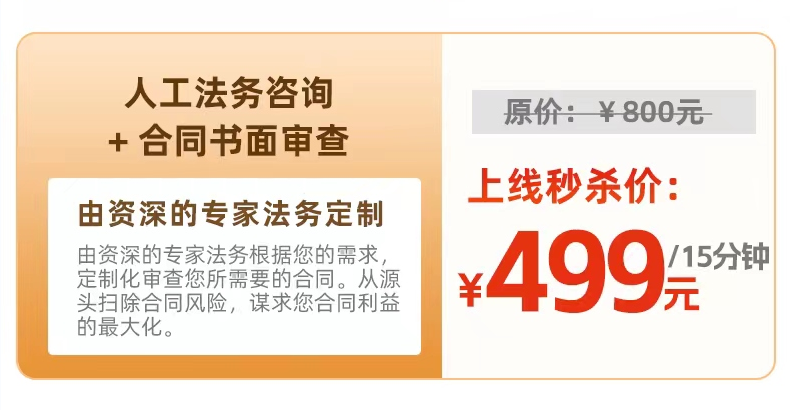 人工法务咨询
+ 合同书面审查
由资深的专家法务定制
由资深的专家法务根据您的需求，
定制化审查您所需要的合同。从源
头扫除合同风险，谋求您合同利益
的最大化。
原价：￥800元
上线秒杀价：
￥499元/15分钟